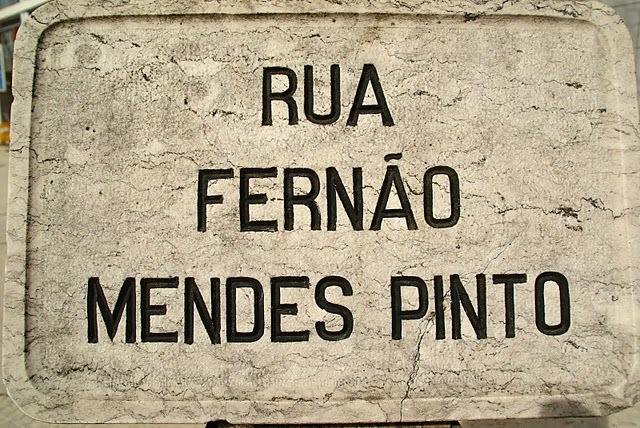 RUA
FERNÃO
MENDES PINTO